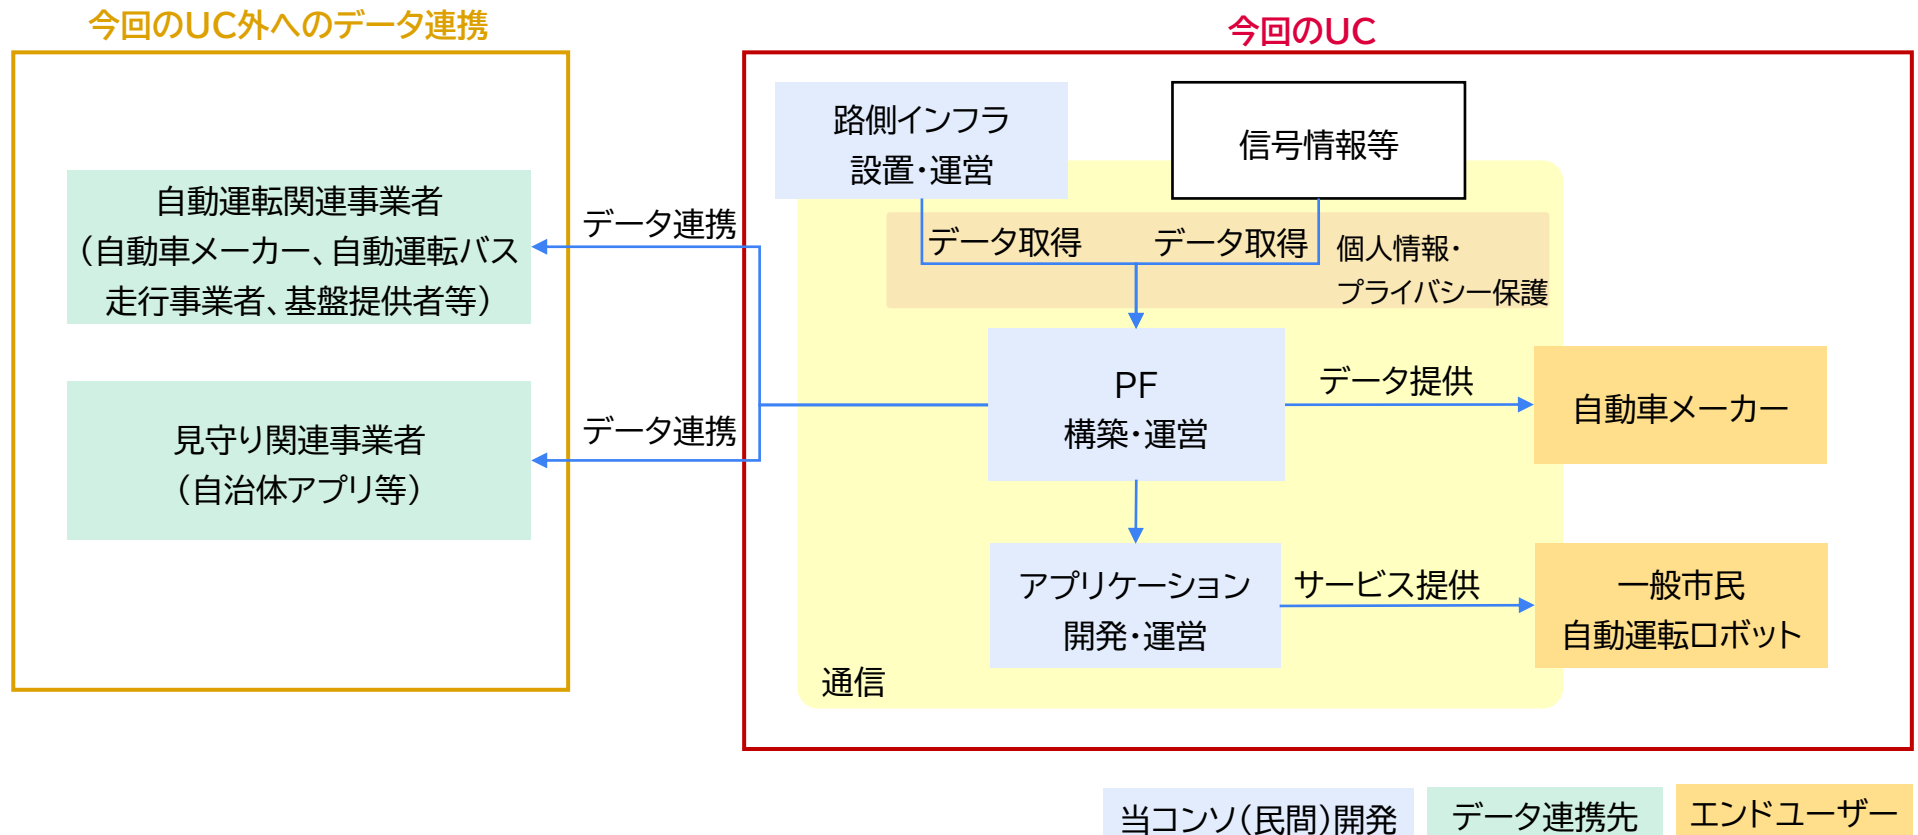 今回のUC外へのデータ連携
自動運転関連事業者
（自動車メーカー、自動運転バス
走行事業者、基盤提供者等）
見守り関連事業者
（自治体アプリ等）
データ連携
データ連携
今回のUC
路側インフラ
設置・運営
信号情報等
データ取得
データ取得
個人情報・
プライバシー保護
PF
構築・運営
データ提供
自動車メーカー
アプリケーション
開発・運営
サービス提供
一般市民
自動運転ロボット
通信
当コンソ（民間）開発
データ連携先
エンドユーザー